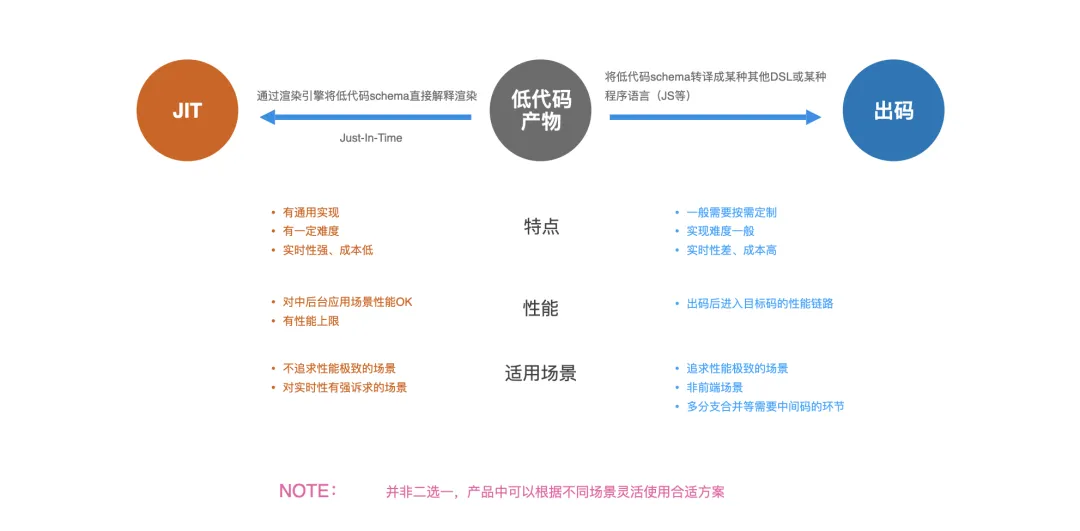 JIT
通过渲染引擎将低代码schema直接解释渲染
Just-In-Time
低代码
产物
将低代码schema转译成某种其他DSL或某种
程序语言（JS等）
出码
• 有通用实现
• 有一定难度
• 实时性强、成本低
特点
• 一般需要按需定制
• 实现难度一般
• 实时性差、成本高
• 对中后台应用场景性能OK
• 有性能上限
性能
• 出码后进入目标码的性能链路
• 不追求性能极致的场景
• 对实时性有强诉求的场景
适用场景
• 追求性能极致的场景
• 非前端场景
• 多分支合并等需要中间码的环节
NOTE： 并非二选一，产品中可以根据不同场景灵活使用合适方案